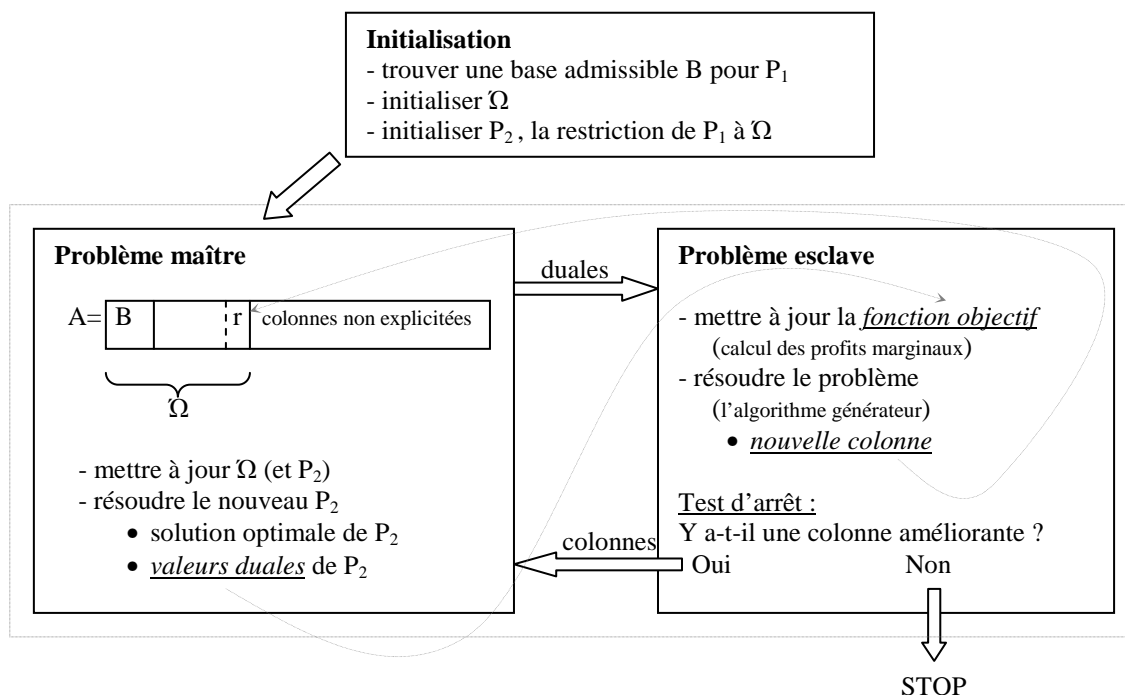 Initialisation
- trouver une base admissible B pour P₁
- initialiser Ώ
- initialiser P₂ , la restriction de P₁ à Ώ
Problème maître
A= B r colonnes non explicitées
Ώ
- mettre à jour Ώ (et P₂)
- résoudre le nouveau P₂
• solution optimale de P₂
• valeurs duales de P₂
duales
colonnes
Problème esclave
- mettre à jour la fonction objectif
(calcul des profits marginaux)
- résoudre le problème
(l'algorithme générateur)
• nouvelle colonne
Test d'arrêt :
Y a-t-il une colonne améliorante ?
Oui Non
STOP